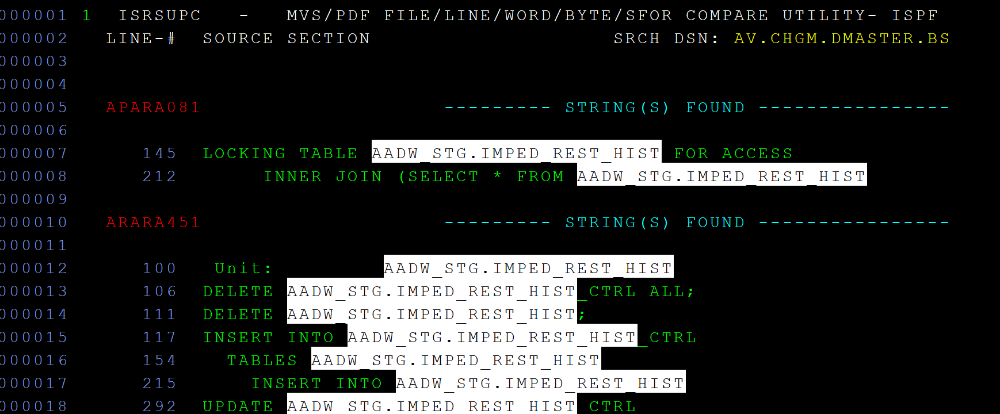 000001 1 ISRSUPC - MVS/PDF FILE/LINE/WORD/BYTE/SFOR COMPARE UTILITY- ISPF
000002 LINE-# SOURCE SECTION SRCH DSN: AV.CHGM.DMASTER.BS
000003
000004
000005 APARA081 --------- STRING(S) FOUND ----------------
000006
000007 145 LOCKING TABLE AADW_STG.IMPED_REST_HIST FOR ACCESS
000008 212 INNER JOIN (SELECT * FROM AADW_STG.IMPED_REST_HIST
000009
000010 ARARA451 --------- STRING(S) FOUND ----------------
000011
000012 100 Unit: AADW_STG.IMPED_REST_HIST
000013 106 DELETE AADW_STG.IMPED_REST_HIST_CTRL ALL;
000014 111 DELETE AADW_STG.IMPED_REST_HIST;
000015 117 INSERT INTO AADW_STG.IMPED_REST_HIST_CTRL
000016 154 TABLES AADW_STG.IMPED_REST_HIST
000017 215 INSERT INTO AADW_STG.IMPED_REST_HIST
000018 292 UPDATE AADW_STG.IMPED_REST_HIST_CTRL